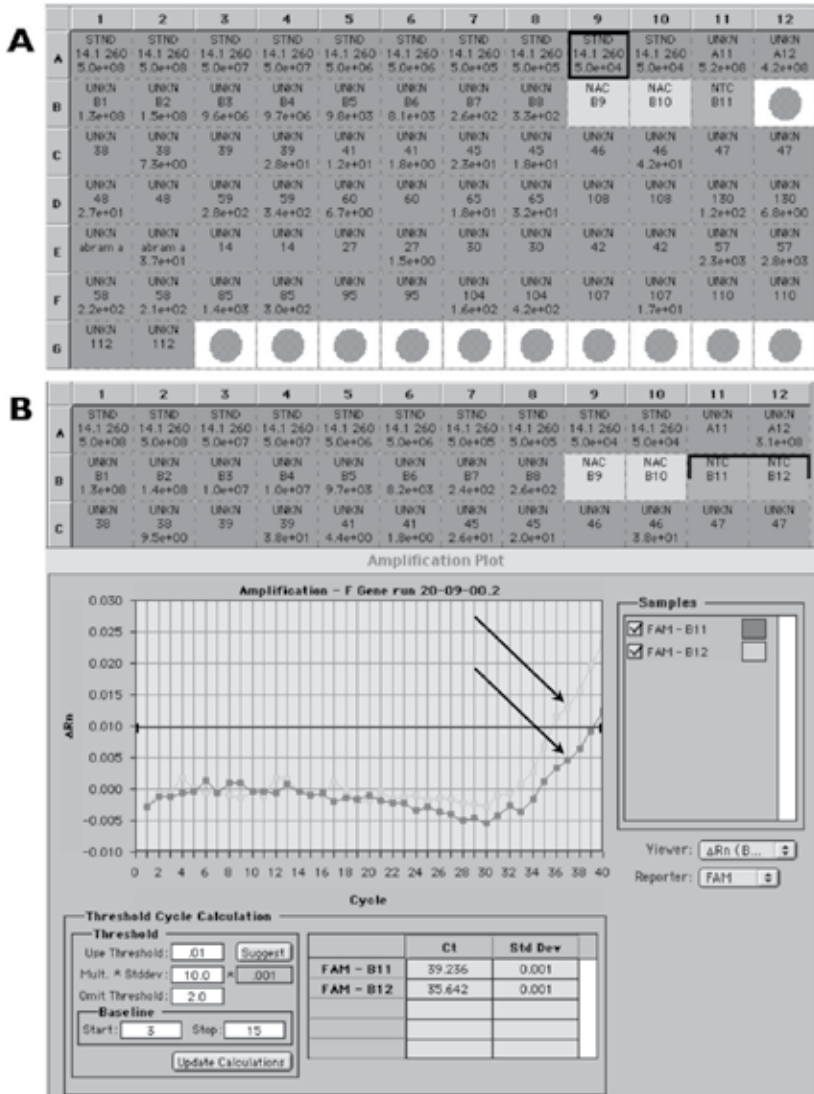 A
1 2 3 4 5 6 7 8 9 10 11 12
STND STND STND STND STND STND STND STND STND STND UNKN UNKN
A 14.1 260 14.1 260 14.1 260 14.1 260 14.1 260 14.1 260 14.1 260 14.1 260 14.1 260 14.1 260 A11 A12
5.0e+08 5.0e+08 5.0e+07 5.0e+07 5.0e+06 5.0e+06 5.0e+05 5.0e+05 5.0e+04 5.0e+04 5.2e+08 4.2e+08
UNKN UNKN UNKN UNKN UNKN UNKN UNKN UNKN NAC NAC NTC
B B1 B2 B3 B4 B5 B6 B7 B8 B9 B10 B11
1.3e+08 1.5e+08 9.6e+06 9.7e+06 9.8e+03 8.1e+03 2.6e+02 3.3e+02
UNKN UNKN UNKN UNKN UNKN UNKN UNKN UNKN UNKN UNKN UNKN UNKN
C 38 38 39 39 41 41 45 45 46 46 47 47
7.3e+00 2.8e+01 1.2e+01 1.8e+00 2.3e+01 1.8e+01 4.2e+01
UNKN UNKN UNKN UNKN UNKN UNKN UNKN UNKN UNKN UNKN UNKN UNKN
D 48 48 59 59 60 60 65 65 108 108 130 130
2.7e+01 2.8e+02 3.4e+02 6.7e+00 1.8e+01 3.2e+01 1.2e+02 6.8e+00
UNKN UNKN UNKN UNKN UNKN UNKN UNKN UNKN UNKN UNKN UNKN UNKN
E abram a abram a 14 14 27 27 30 30 42 42 57 57
3.7e+01 1.5e+00 2.3e+03 2.8e+03
UNKN UNKN UNKN UNKN UNKN UNKN UNKN UNKN UNKN UNKN UNKN UNKN
F 58 58 85 85 95 95 104 104 107 107 110 110
2.2e+02 2.1e+02 1.4e+03 3.0e+02 1.6e+02 4.2e+02 1.7e+01
UNKN UNKN
G 112 112
B
1 2 3 4 5 6 7 8 9 10 11 12
STND STND STND STND STND STND STND STND STND STND UNKN UNKN
A 14.1 260 14.1 260 14.1 260 14.1 260 14.1 260 14.1 260 14.1 260 14.1 260 14.1 260 14.1 260 A11 A12
5.0e+08 5.0e+08 5.0e+07 5.0e+07 5.0e+06 5.0e+06 5.0e+05 5.0e+05 5.0e+04 5.0e+04 3.1e+08
UNKN UNKN UNKN UNKN UNKN UNKN UNKN UNKN NAC NAC NTC NTC
B B1 B2 B3 B4 B5 B6 B7 B8 B9 B10 B11 B12
1.3e+08 1.4e+08 1.0e+07 1.0e+07 9.7e+03 8.2e+03 2.4e+02 2.6e+02
UNKN UNKN UNKN UNKN UNKN UNKN UNKN UNKN UNKN UNKN UNKN UNKN
C 38 38 39 39 41 41 45 45 46 46 47 47
9.5e+00 3.8e+01 4.4e+00 1.8e+00 2.6e+01 2.0e+01 3.8e+01
Amplification Plot
Amplification - F Gene run 20-09-00.2
0.030
0.025
0.020
0.015
0.010
0.005
0.000
-0.005
-0.010
ΔRn
0 2 4 6 8 10 12 14 16 18 20 22 24 26 28 30 32 34 36 38 40
Cycle
Samples
FAM - B11
FAM - B12
Viewer: ΔRn (B...
Reporter: FAM
Threshold Cycle Calculation
Threshold
Use Threshold: .01 Suggest
Mult. * Stddev: 10.0 * .001
Omit Threshold: 2.0
Baseline
Start: 3 Stop: 15
Update Calculations
Ct Std Dev
FAM - B11 39.236 0.001
FAM - B12 35.642 0.001